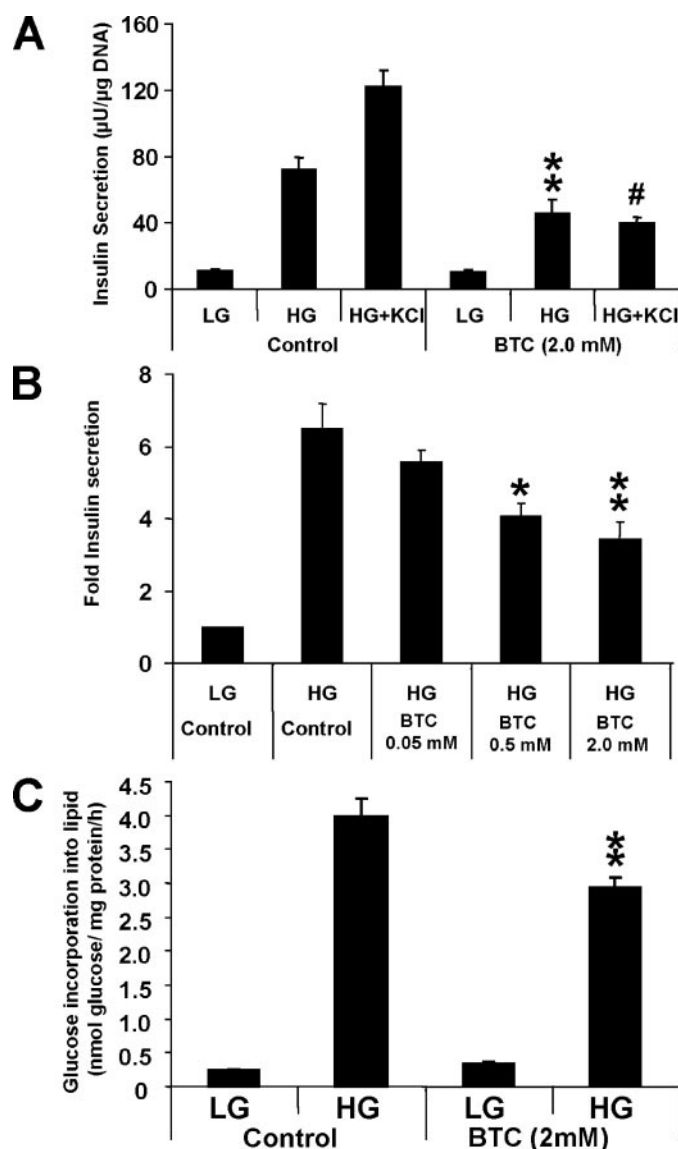 A
Insulin Secretion (µU/µg DNA)
160
120
80
40
0
**
#
LG HG HG+KCl LG HG HG+KCl
Control BTC (2.0 mM)
B
Fold Insulin secretion
8
6
4
2
0
*
**
LG HG HG HG HG
Control Control BTC BTC BTC
0.05 mM 0.5 mM 2.0 mM
C
Glucose incorporation into lipid
(nmol glucose/ mg protein/h)
4.5
4.0
3.5
3.0
2.5
2.0
1.5
1.0
0.5
0
**
LG HG LG HG
Control BTC (2mM)